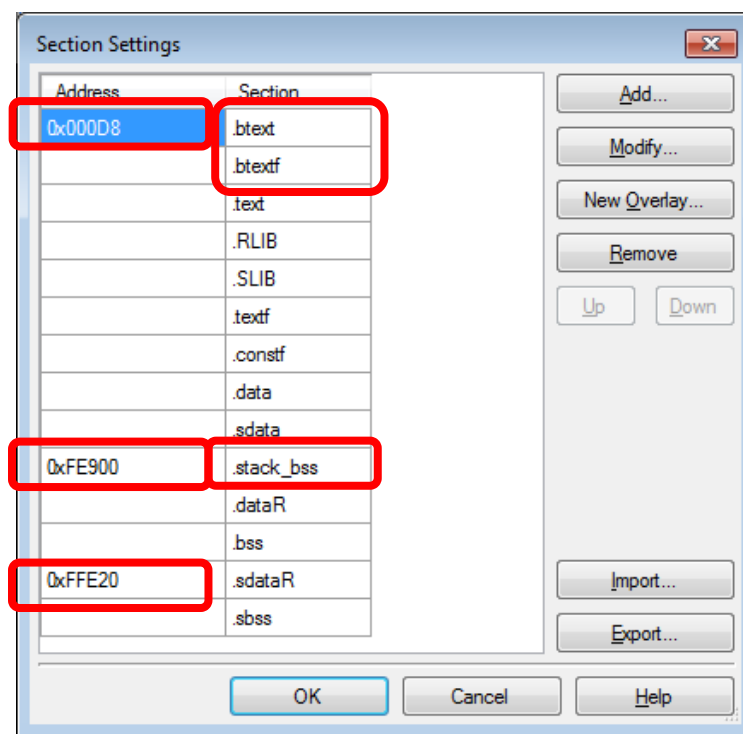 Section Settings
Address Section
0x000D8 .btext
.btextf
.text
.RLIB
.SLIB
.textf
.constf
.data
.sdata
0xFE900 .stack_bss
.dataR
.bss
0xFFE20 .sdataR
.sbss
Add...
Modify...
New Overlay...
Remove
Up Down
Import...
Export...
OK Cancel Help